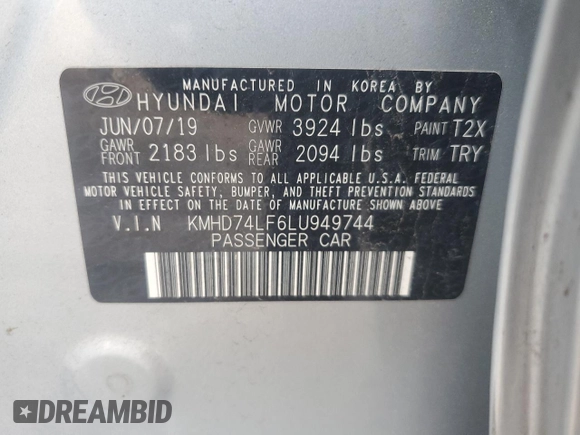 MANUFACTURED IN KOREA BY
HYUNDAI MOTOR COMPANY
JUN/07/19 GVWR 3924 lbs PAINT T2X
GAWR FRONT 2183 lbs GAWR REAR 2094 lbs TRIM TRY
THIS VEHICLE CONFORMS TO ALL APPLICABLE U.S.A. FEDERAL
MOTOR VEHICLE SAFETY, BUMPER, AND THEFT PREVENTION STANDARDS
IN EFFECT ON THE DATE OF MANUFACTURE SHOWN ABOVE.
V.I.N KMHD74LF6LU949744
PASSENGER CAR
DREAMBID